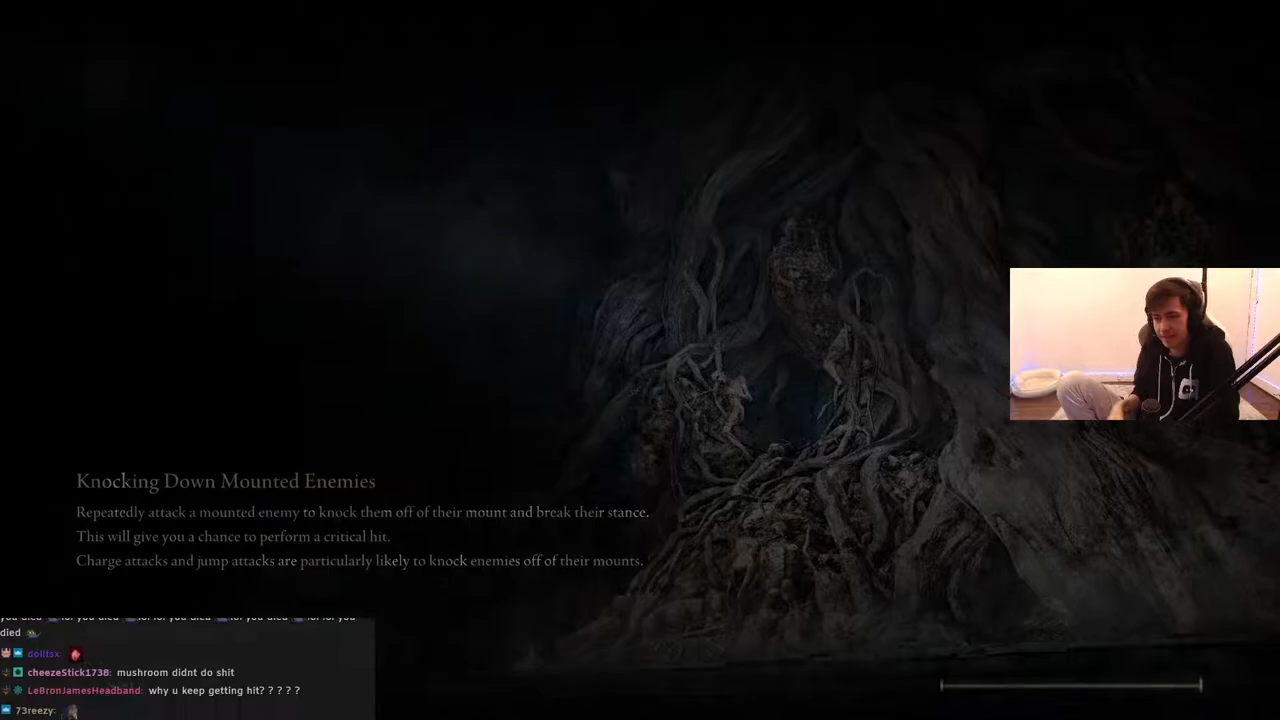 Knocking Down Mounted Enemies
Repeatedly attack a mounted enemy to knock them off of their mount and break their stance.
This will give you a chance to perform a critical hit.
Charge attacks and jump attacks are particularly likely to knock enemies off of their mounts.
died
dolltsx:
cheezeStick1738: mushroom didnt do shit
LeBronJamesHeadband: why u keep getting hit? ? ? ? ?
73reezy: